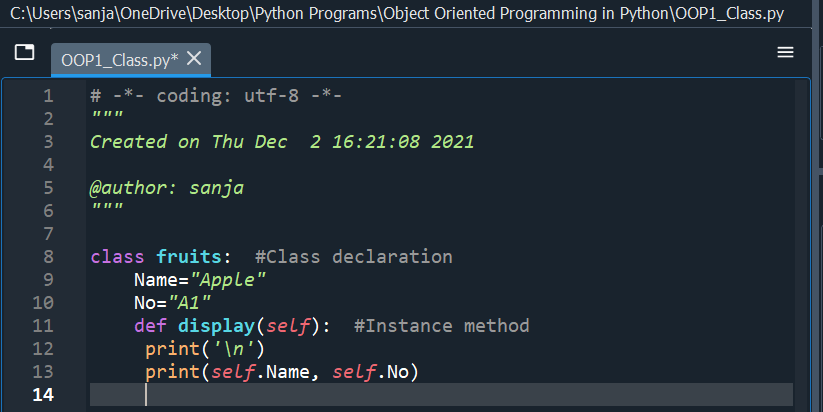 C:\Users\sanja\OneDrive\Desktop\Python Programs\Object Oriented Programming in Python\OOP1_Class.py
OOP1_Class.py*
1 # -*- coding: utf-8 -*-
2 """
3 Created on Thu Dec  2 16:21:08 2021
4
5 @author: sanja
6 """
7
8 class fruits:  #Class declaration
9     Name="Apple"
10     No="A1"
11     def display(self):  #Instance method
12      print('\n')
13      print(self.Name, self.No)
14